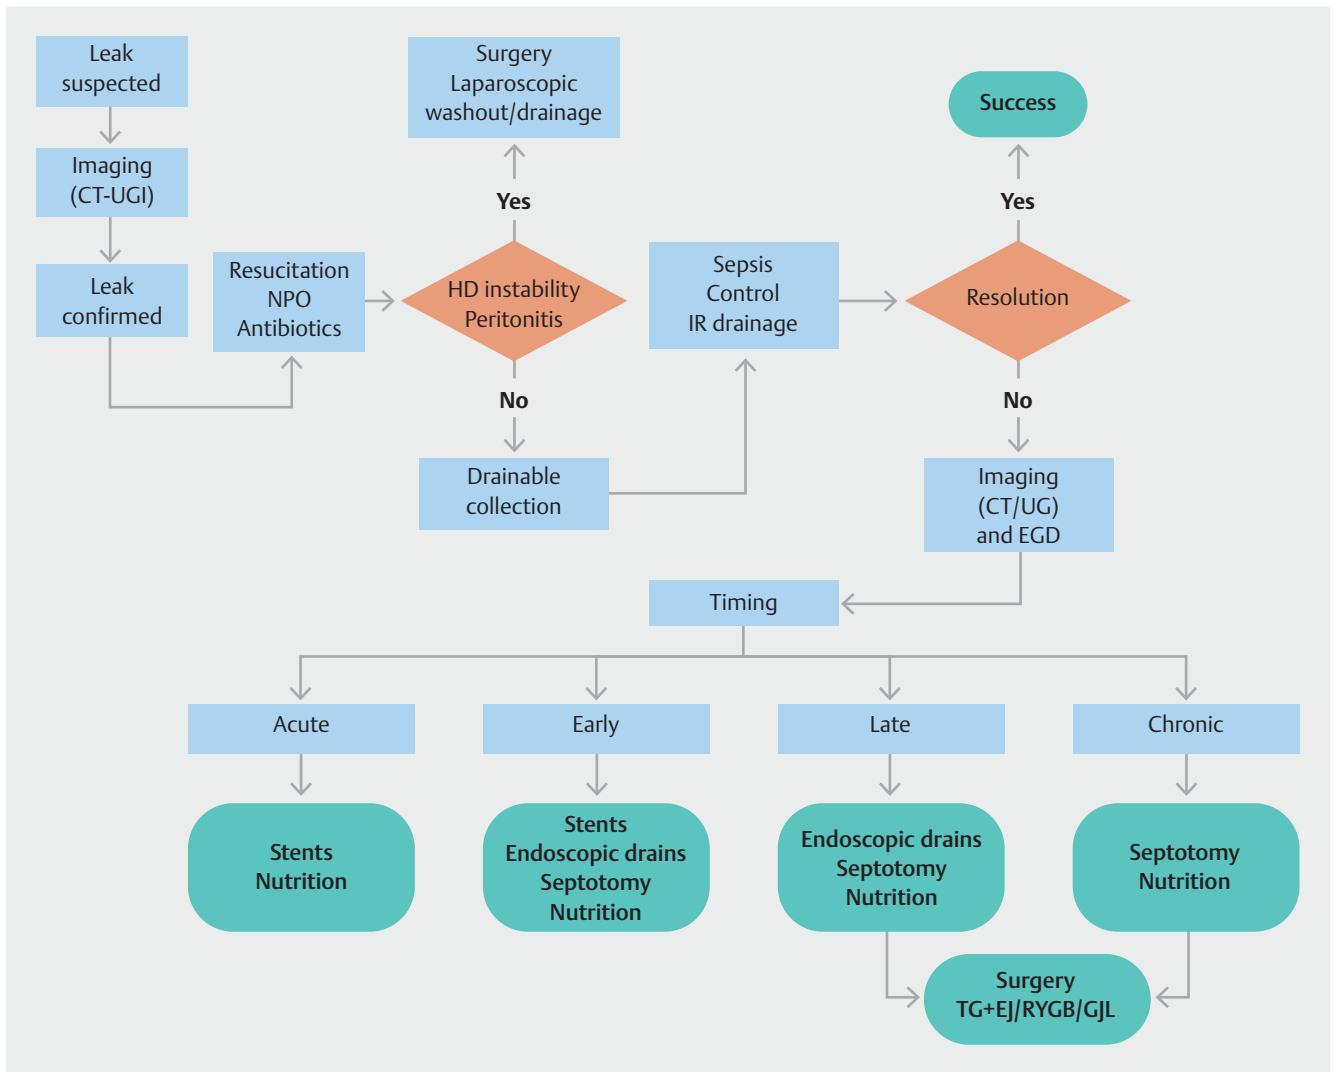 Leak
suspected
Imaging
(CT-UGI)
Leak
confirmed
Resucitation
NPO
Antibiotics
Surgery
Laparoscopic
washout/drainage
Yes
HD instability
Peritonitis
No
Drainable
collection
Sepsis
Control
IR drainage
Success
Yes
Resolution
No
Imaging
(CT/UG)
and EGD
Timing
Acute
Early
Late
Chronic
Stents
Nutrition
Stents
Endoscopic drains
Septotomy
Nutrition
Endoscopic drains
Septotomy
Nutrition
Septotomy
Nutrition
Surgery
TG+EJ/RYGB/GJL